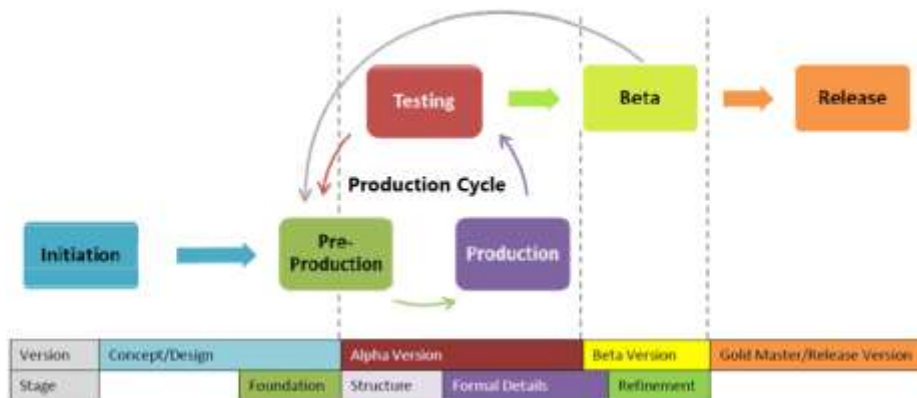 Testing
Beta
Release
Production Cycle
Initiation
Pre-
Production
Production
Version Concept/Design Alpha Version Beta Version Gold Master/Release Version
Stage Foundation Structure Formal Details Refinement